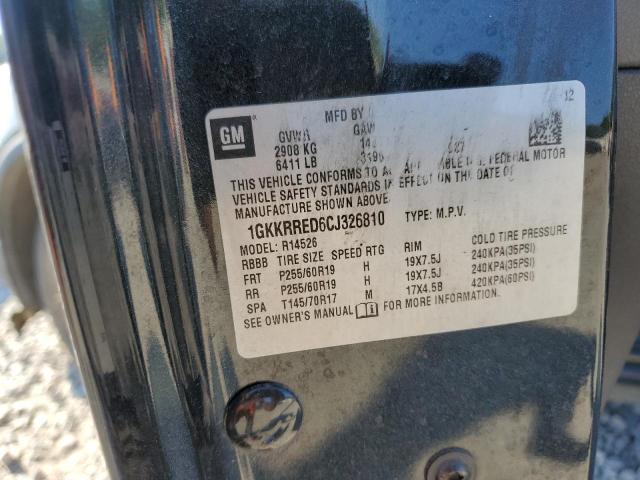 GM
MFD BY
12
GVWR
2908 KG
6411 LB
THIS VEHICLE CONFORMS TO U.S. FEDERAL MOTOR
VEHICLE SAFETY STANDARDS IN EFFECT ON THE DATE OF
MANUFACTURE SHOWN ABOVE.
1GKKRRED6CJ326810 TYPE: M.P.V.
MODEL: R14526
RBBB TIRE SIZE SPEED RTG RIM COLD TIRE PRESSURE
FRT P255/60R19 H 19X7.5J 240KPA(35PSI)
RR P255/60R19 H 19X7.5J 240KPA(35PSI)
SPA T145/70R17 M 17X4.5B 420KPA(60PSI)
SEE OWNER'S MANUAL FOR MORE INFORMATION.